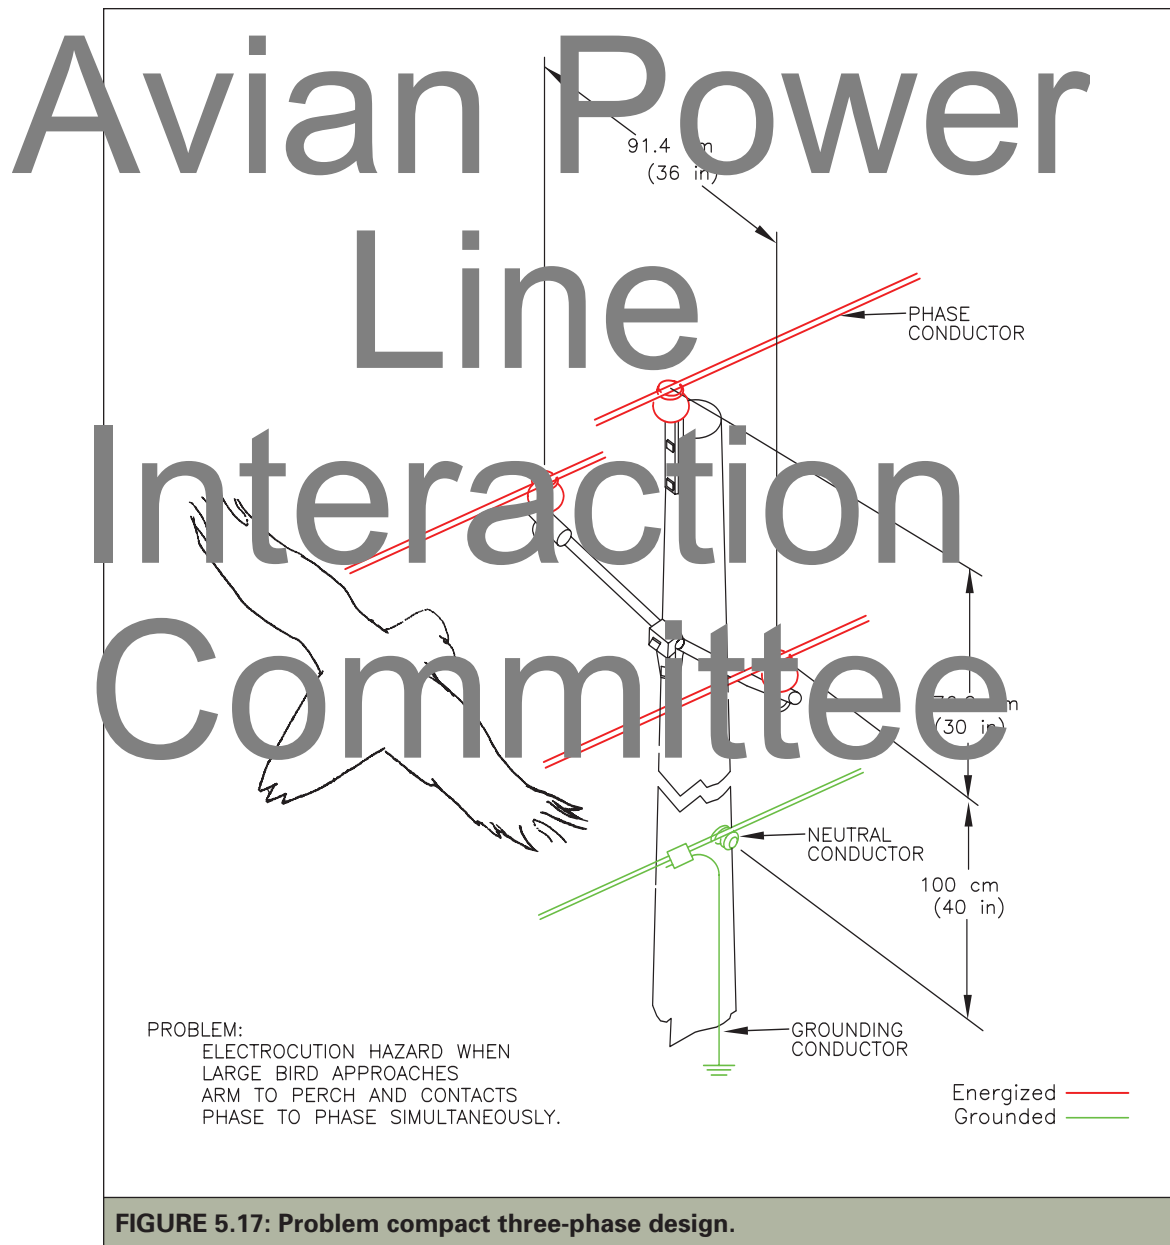 Avian Power
Line
Interaction
Committee
91.4
(36 in)
PHASE
CONDUCTOR
(30 in)
NEUTRAL
CONDUCTOR
100 cm
(40 in)
PROBLEM:
ELECTROCUTION HAZARD WHEN
LARGE BIRD APPROACHES
ARM TO PERCH AND CONTACTS
PHASE TO PHASE SIMULTANEOUSLY.
GROUNDING
CONDUCTOR
Energized
Grounded
FIGURE 5.17: Problem compact three-phase design.